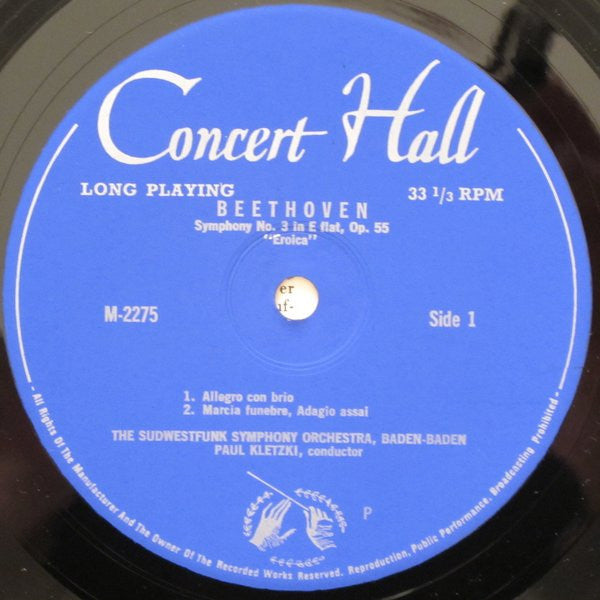 Concert Hall
LONG PLAYING
33 1/3 RPM
BEETHOVEN
Symphony No. 3 in E flat, Op. 55
"Eroica"
er
uf-
M-2275
Side 1
1. Allegro con brio
2. Marcia funebre, Adagio assai
THE SUDWESTFUNK SYMPHONY ORCHESTRA, BADEN-BADEN
PAUL KLETZKI, conductor
P
- All Rights Of The Manufacturer And The Owner Of The Recorded Works Reserved. Reproduction, Public Performance, Broadcasting Prohibited -